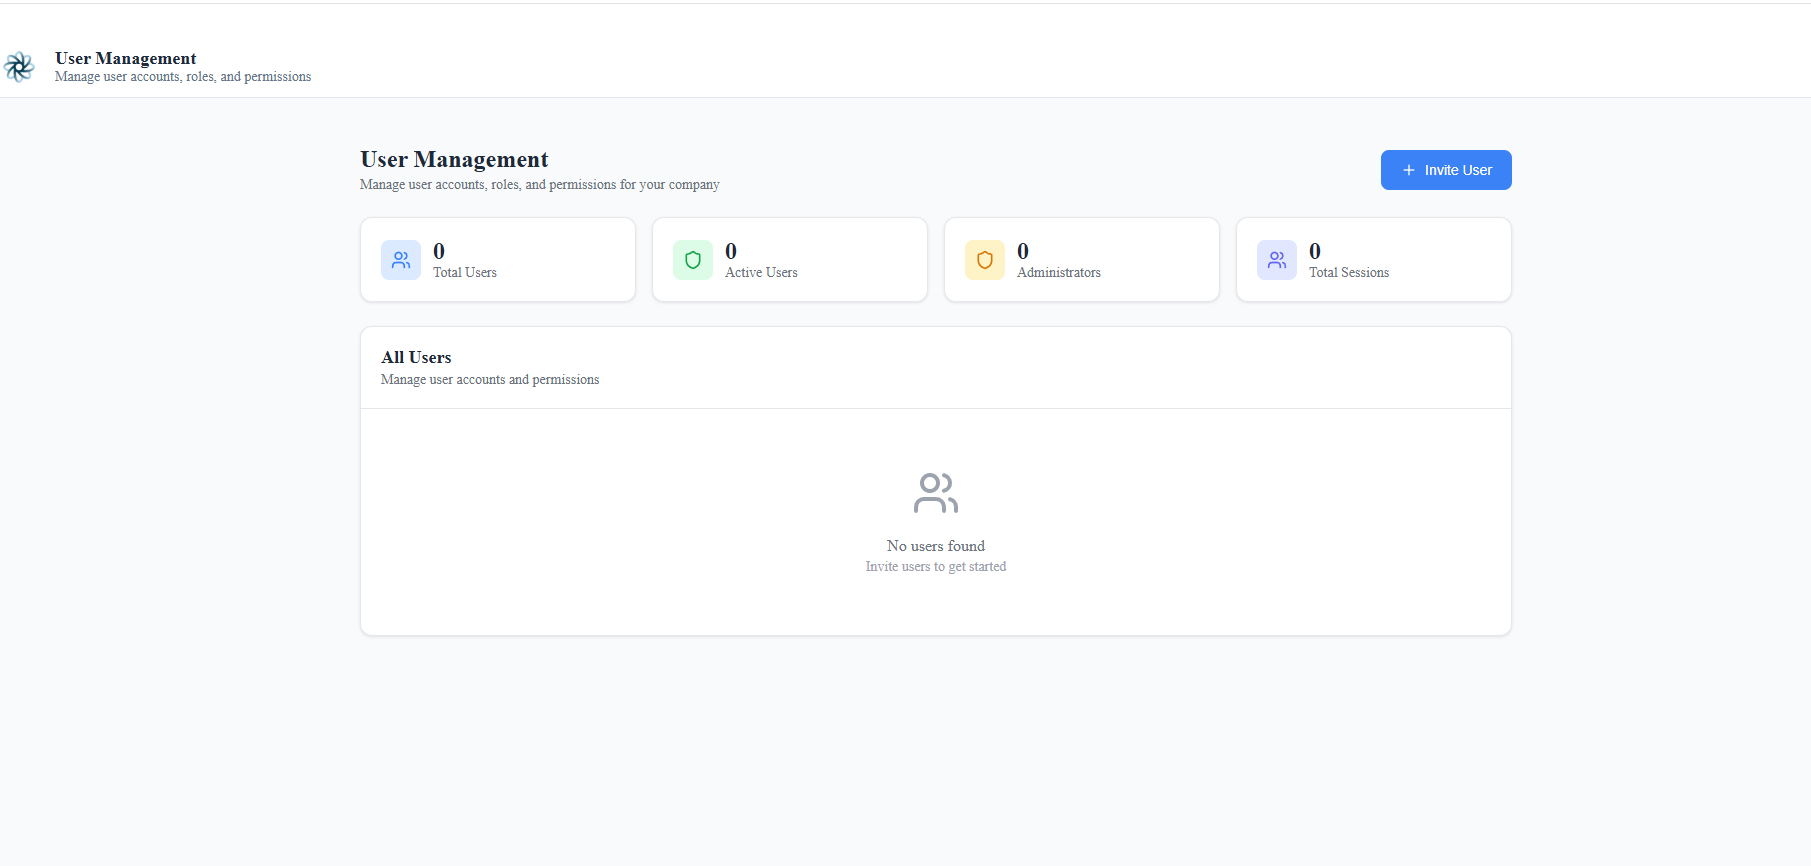 User Management
Manage user accounts, roles, and permissions
User Management
Manage user accounts, roles, and permissions for your company
Invite User
0
Total Users
0
Active Users
0
Administrators
0
Total Sessions
All Users
Manage user accounts and permissions
No users found
Invite users to get started